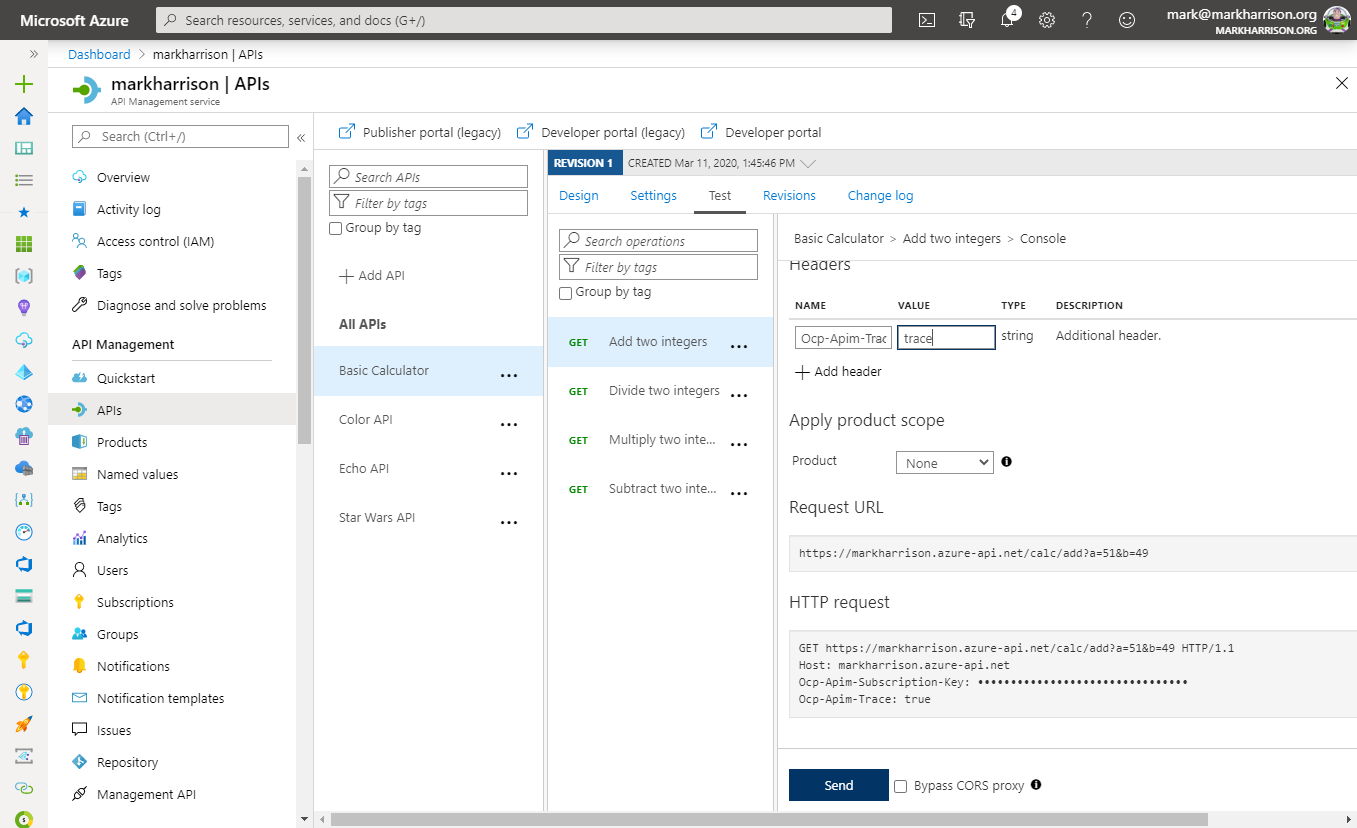 Microsoft Azure
Search resources, services, and docs (G+/)
4
mark@markharrison.org
MARKHARRISON.ORG
Dashboard > markharrison | APIs
markharrison | APIs
API Management service
Search (Ctrl+/)
Overview
Activity log
Access control (IAM)
Tags
Diagnose and solve problems
API Management
Quickstart
APIs
Products
Named values
Tags
Analytics
Users
Subscriptions
Groups
Notifications
Notification templates
Issues
Repository
Management API
Publisher portal (legacy)
Developer portal (legacy)
Developer portal
Search APIs
Filter by tags
Group by tag
Add API
All APIs
Basic Calculator
Color API
Echo API
Star Wars API
REVISION 1
CREATED Mar 11, 2020, 1:45:46 PM
Design
Settings
Test
Revisions
Change log
Search operations
Filter by tags
Group by tag
GET Add two integers
GET Divide two integers
GET Multiply two inte...
GET Subtract two inte...
Basic Calculator > Add two integers > Console
Headers
NAME VALUE TYPE DESCRIPTION
Ocp-Apim-Trac trace string Additional header.
Add header
Apply product scope
Product None
Request URL
https://markharrison.azure-api.net/calc/add?a=51&b=49
HTTP request
GET https://markharrison.azure-api.net/calc/add?a=51&b=49 HTTP/1.1
Host: markharrison.azure-api.net
Ocp-Apim-Subscription-Key: ••••••••••••••••••••••••••••••••
Ocp-Apim-Trace: true
Send
Bypass CORS proxy